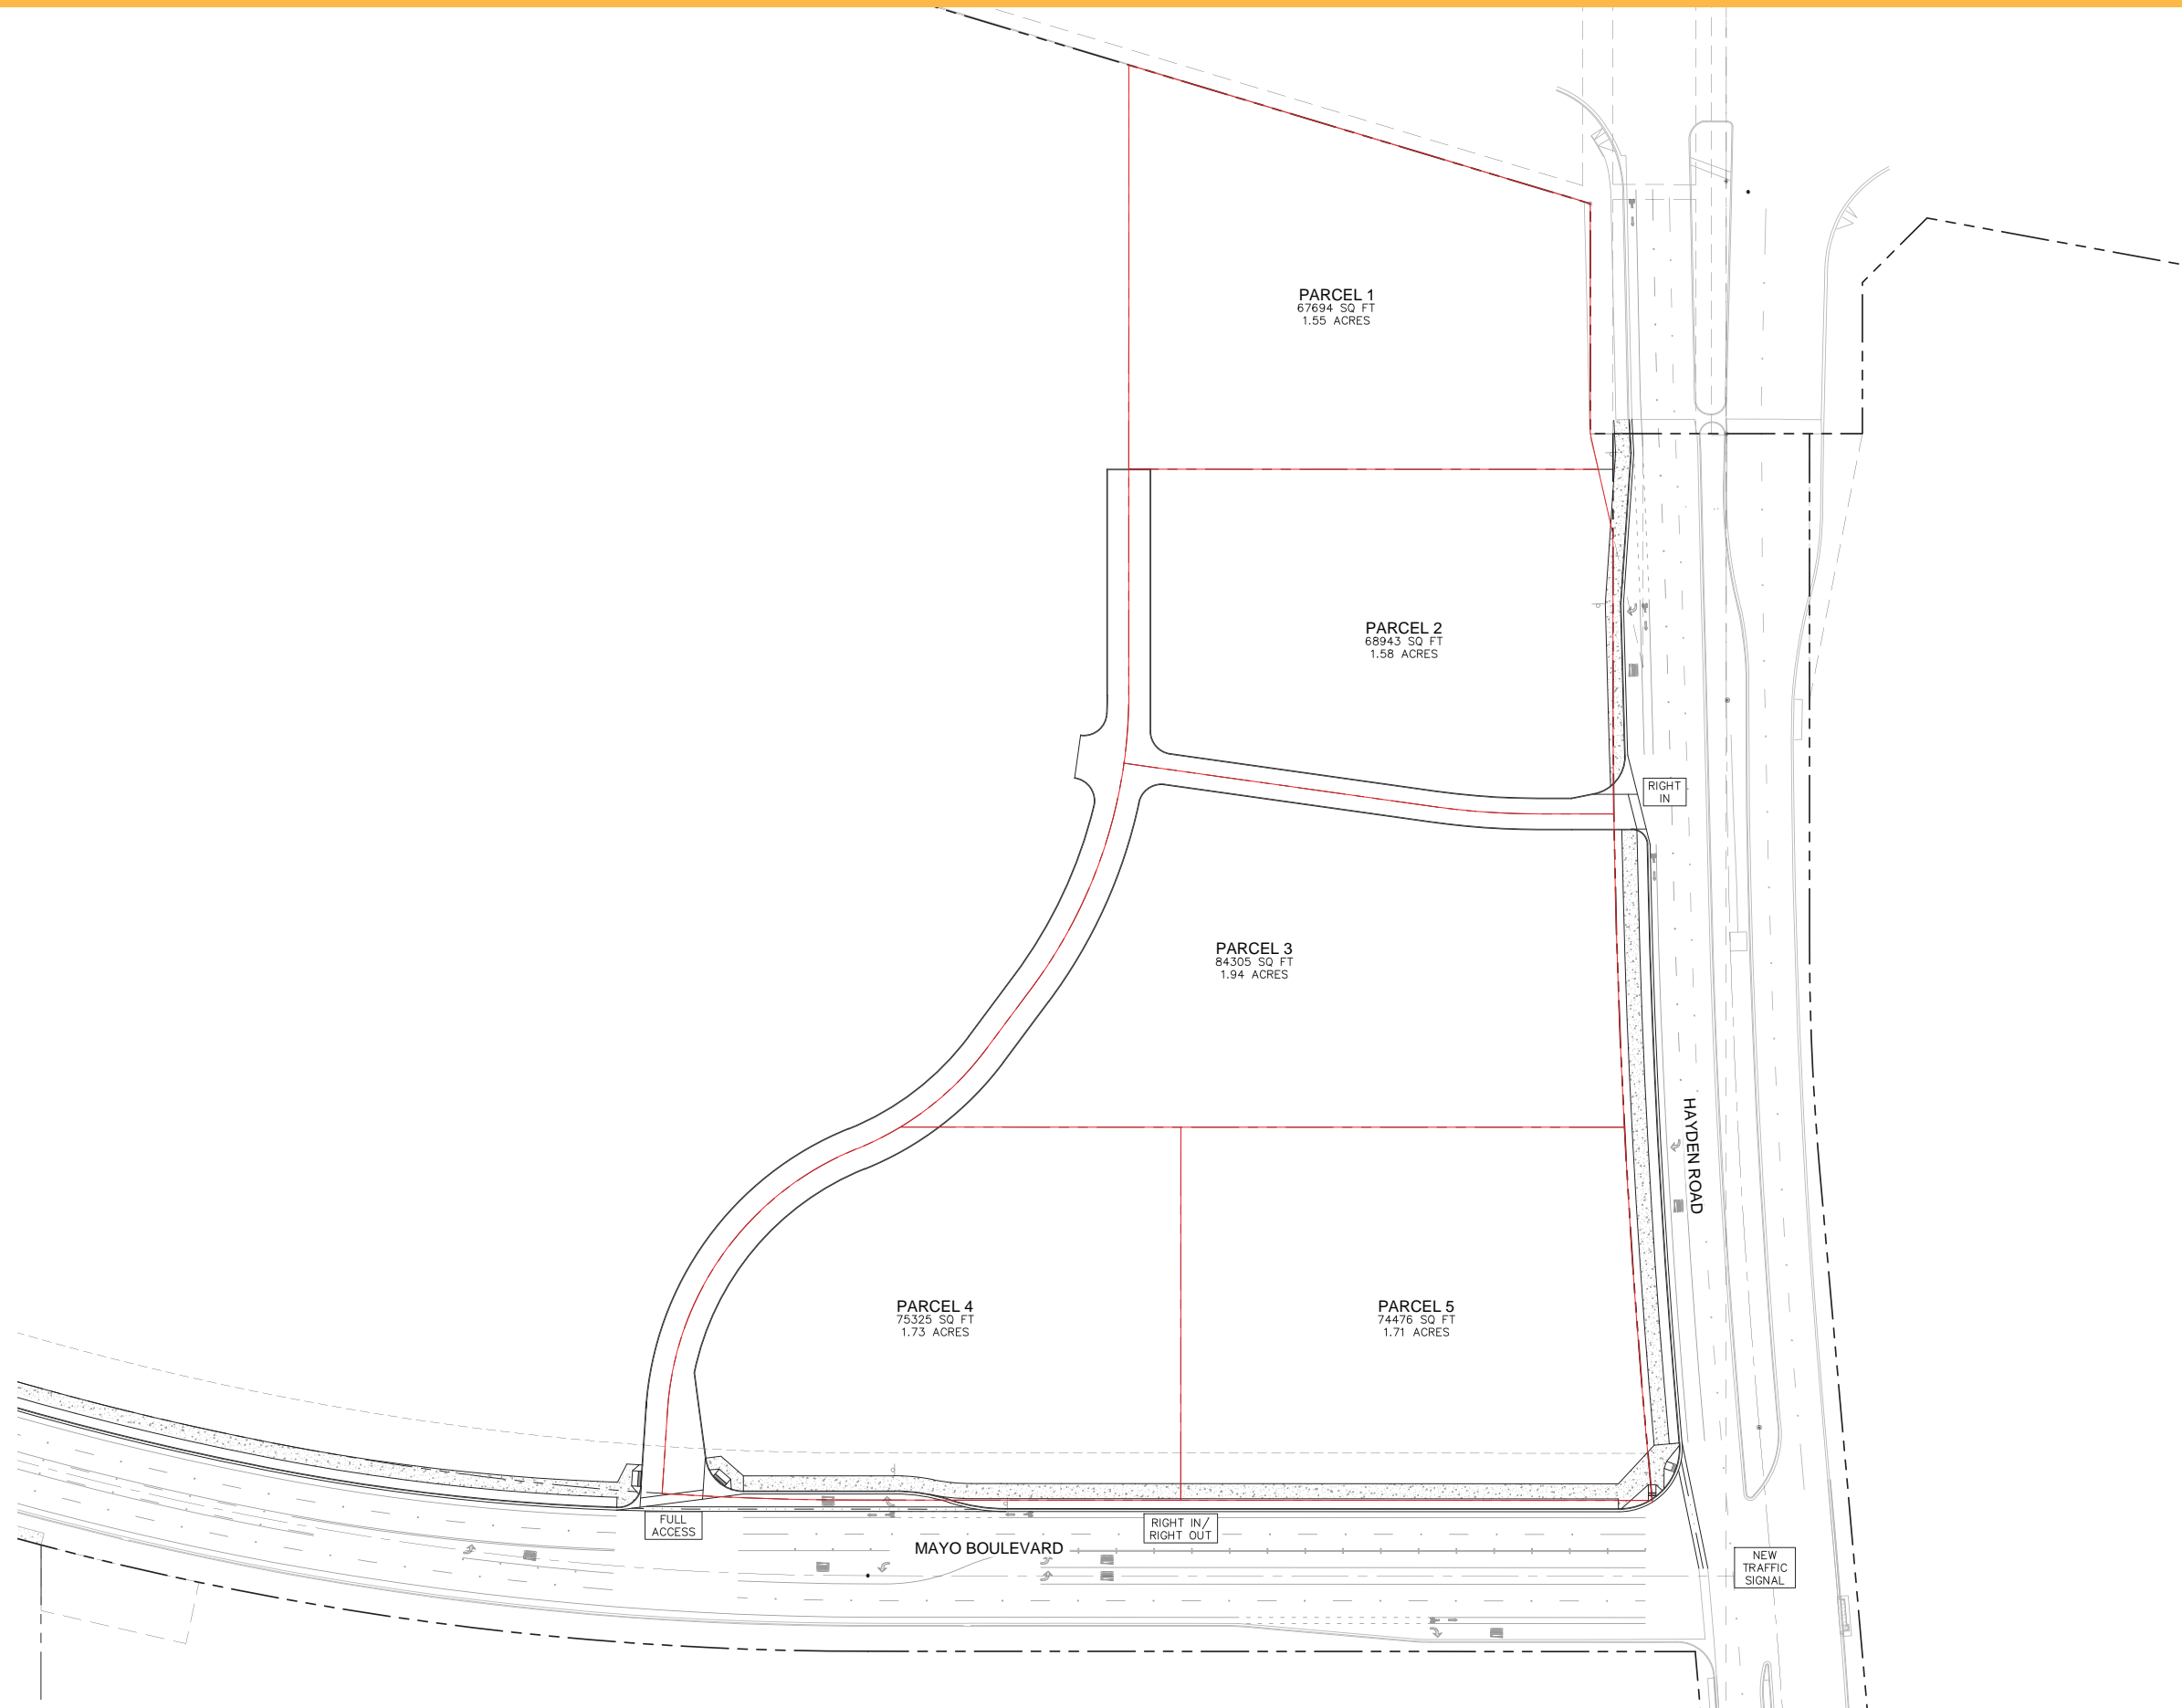 PARCEL 1
67694 SQ FT
1.55 ACRES
PARCEL 2
68943 SQ FT
1.58 ACRES
RIGHT
IN
PARCEL 3
84305 SQ FT
1.94 ACRES
HAYDEN ROAD
PARCEL 4
75325 SQ FT
1.73 ACRES
PARCEL 5
74476 SQ FT
1.71 ACRES
FULL
ACCESS
RIGHT IN/
RIGHT OUT
MAYO BOULEVARD
NEW
TRAFFIC
SIGNAL